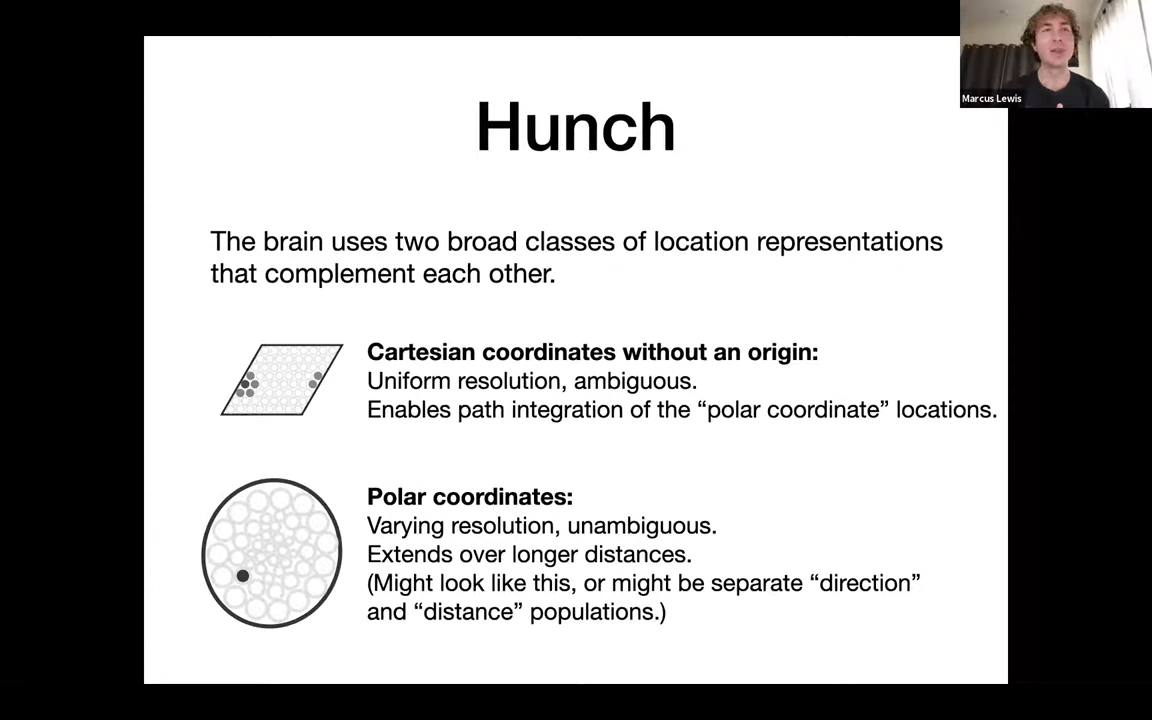 Marcus Lewis
Hunch
The brain uses two broad classes of location representations
that complement each other.
Cartesian coordinates without an origin:
Uniform resolution, ambiguous.
Enables path integration of the “polar coordinate” locations.
Polar coordinates:
Varying resolution, unambiguous.
Extends over longer distances.
(Might look like this, or might be separate “direction”
and “distance” populations.)